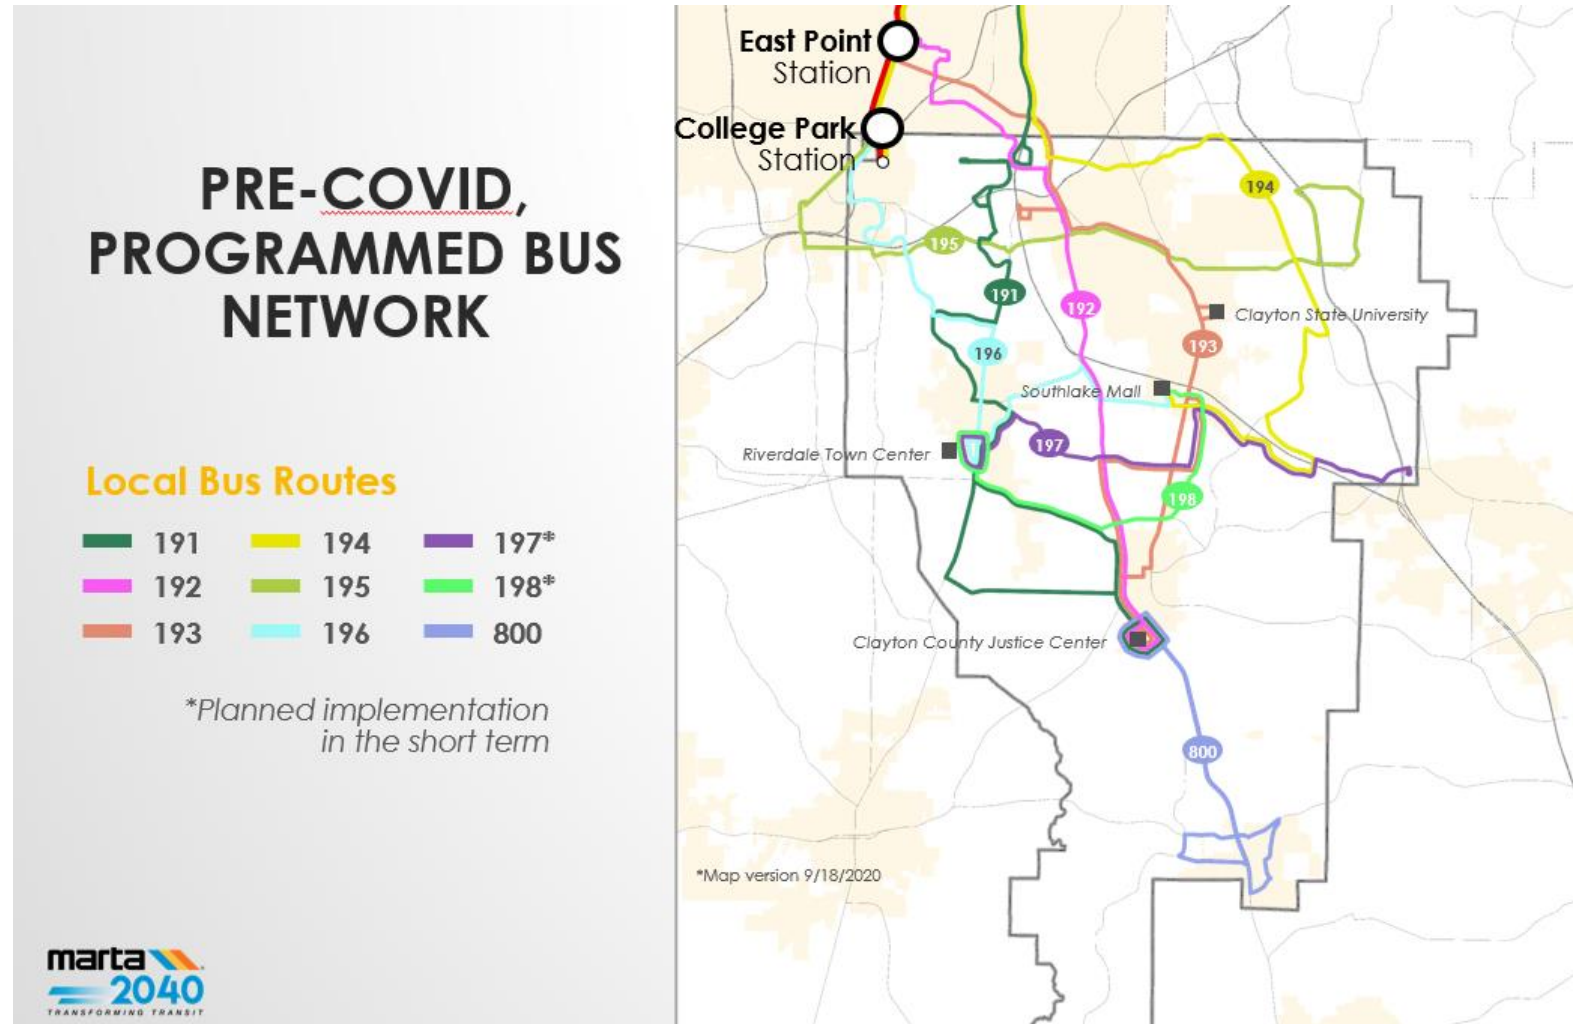 PRE-COVID,
PROGRAMMED BUS
NETWORK
Local Bus Routes
191
194
197*
192
195
198*
193
196
800
*Planned implementation
in the short term
marta
2040
TRANSFORMING TRANSIT
East Point
Station
College Park
Station
194
195
191
192
Clayton State University
193
196
Southlake Mall
197
Riverdale Town Center
198
Clayton County Justice Center
800
*Map version 9/18/2020